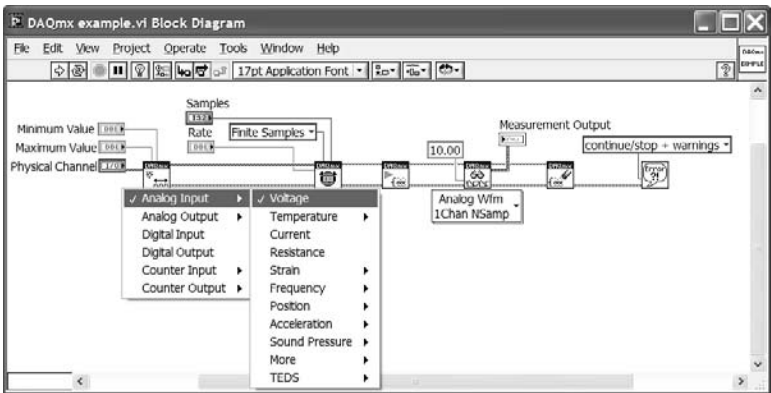 DAQmx example.vi Block Diagram
File Edit View Project Operate Tools Window Help
17pt Application Font
Samples
Minimum Value
Rate
Finite Samples
Maximum Value
Physical Channel
10.00
Measurement Output
continue/stop + warnings
Error
?!
Analog Wfm
1Chan NSamp
Analog Input
Analog Output
Digital Input
Digital Output
Counter Input
Counter Output
Voltage
Temperature
Current
Resistance
Strain
Frequency
Position
Acceleration
Sound Pressure
More
TEDS